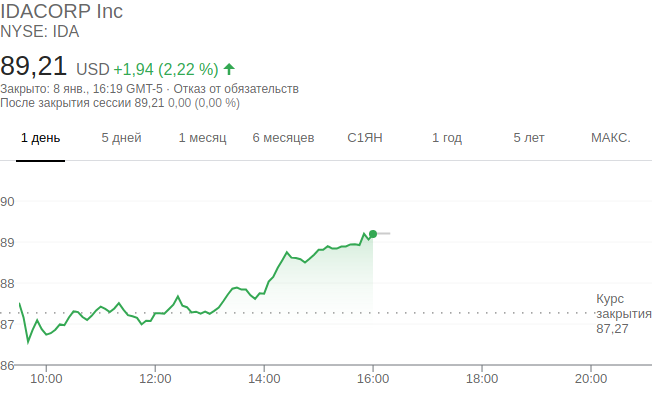 IDACORP Inc
NYSE: IDA
89,21 USD +1,94 (2,22 %)
Закрыто: 8 янв., 16:19 GMT-5 · Отказ от обязательств
После закрытия сессии 89,21 0,00 (0,00 %)
1 день 5 дней 1 месяц 6 месяцев С1ЯН 1 год 5 лет МАКС.
90
89
88
87
86
Курс
закрытия
87,27
10:00 12:00 14:00 16:00 18:00 20:00